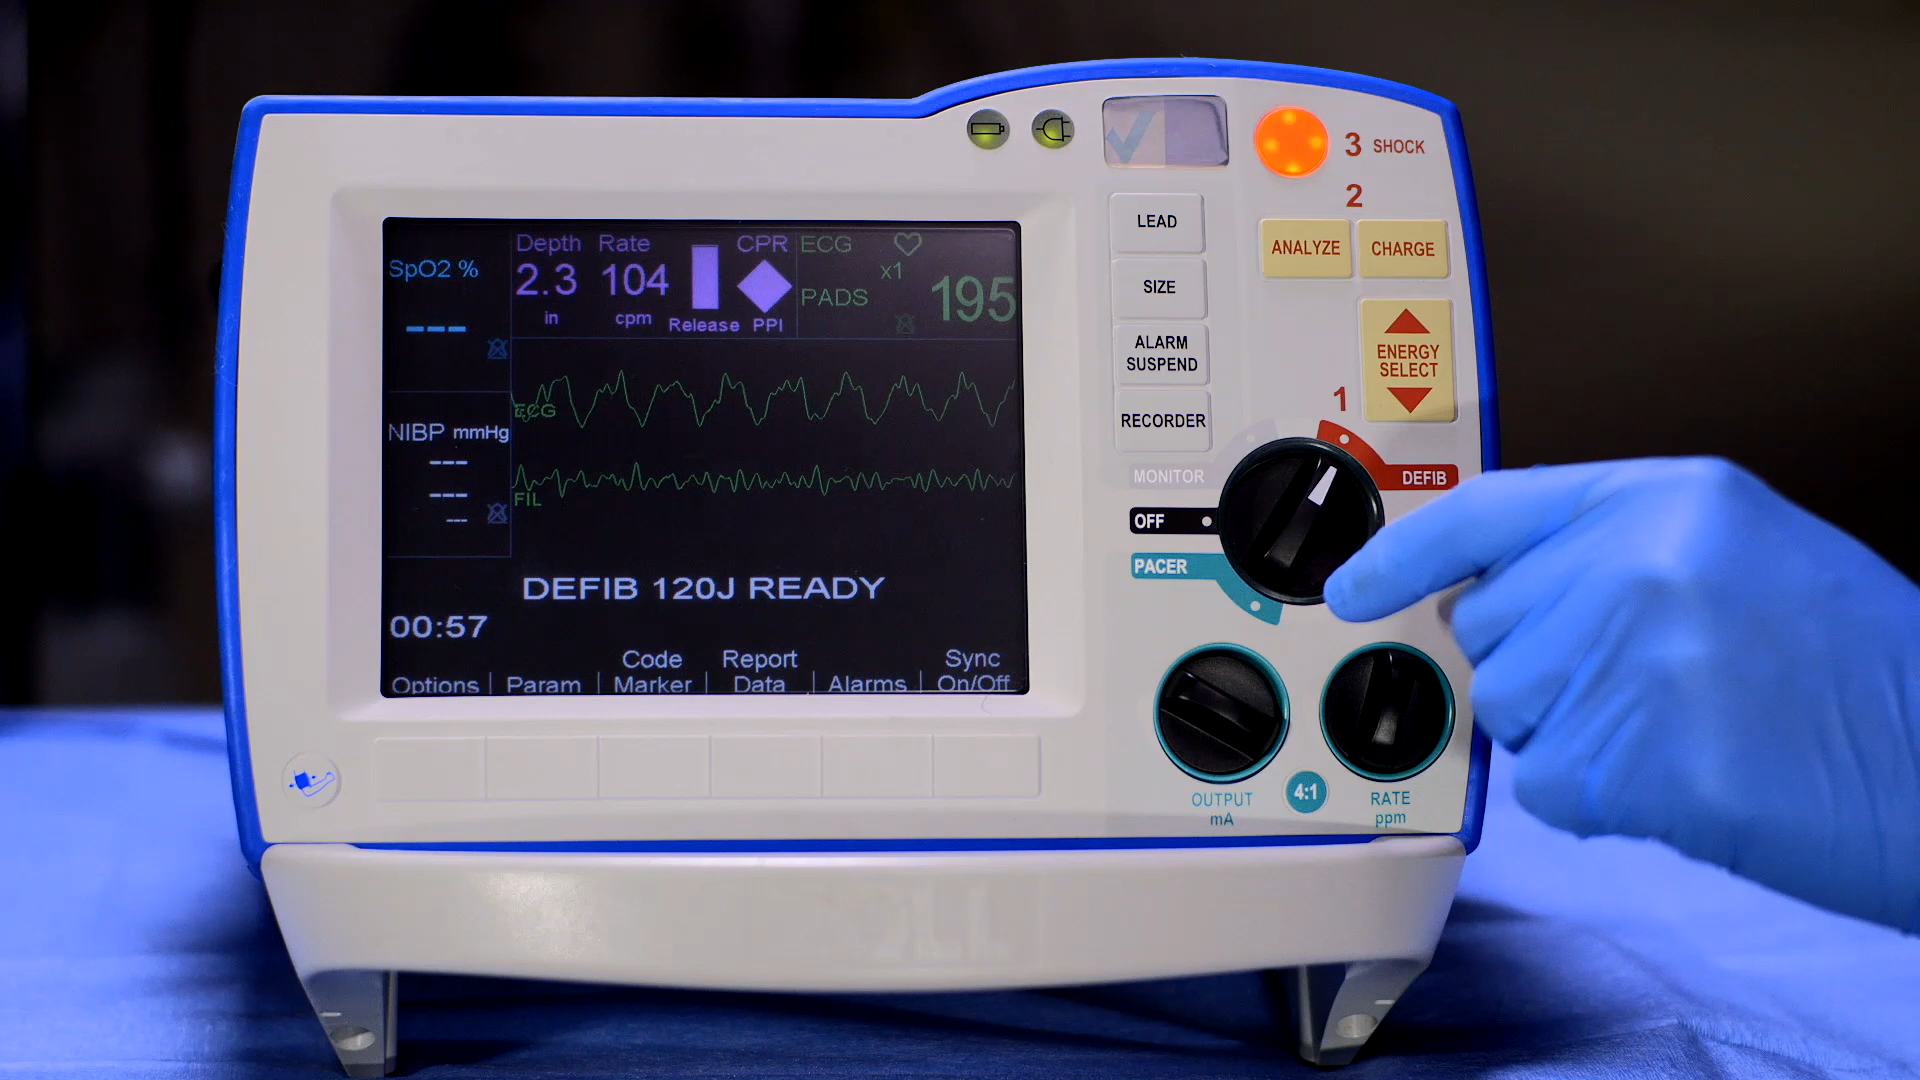 3 SHOCK
2
LEAD
ANALYZE
CHARGE
SIZE
ALARM
SUSPEND
ENERGY
SELECT
RECORDER
1
MONITOR
DEFIB
OFF
PACER
OUTPUT
mA
4:1
RATE
ppm
SpO2 %
---
Depth Rate CPR ECG
2.3 104 x1 195
PADS
in cpm Release PPI
ECG
NIBP mmHg
---
---
---
FIL
DEFIB 120J READY
00:57
Options
Param
Code
Marker
Report
Data
Alarms
Sync
On/Off